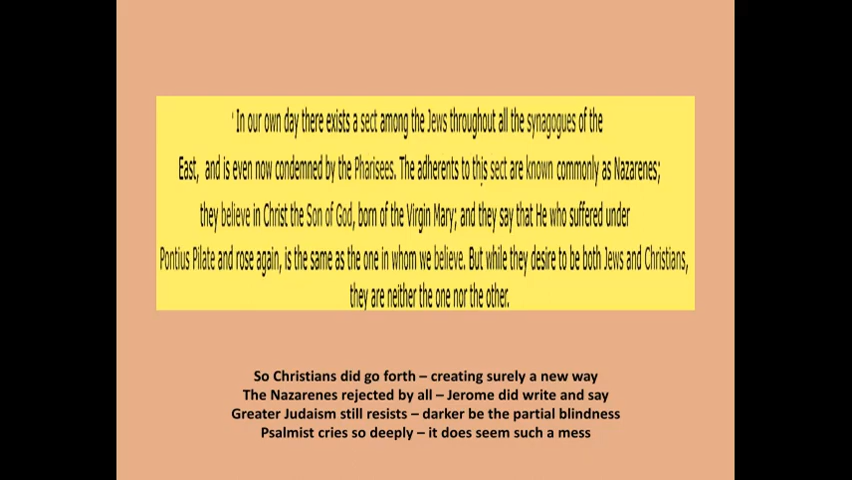 ' In our own day there exists a sect among the Jews throughout all the synagogues of the
East, and is even now condemned by the Pharisees. The adherents to this sect are known commonly as Nazarenes;
they believe in Christ the Son of God, born of the Virgin Mary; and they say that He who suffered under
Pontius Pilate and rose again, is the same as the one in whom we believe. But while they desire to be both Jews and Christians,
they are neither the one nor the other.
So Christians did go forth – creating surely a new way
The Nazarenes rejected by all – Jerome did write and say
Greater Judaism still resists – darker be the partial blindness
Psalmist cries so deeply – it does seem such a mess